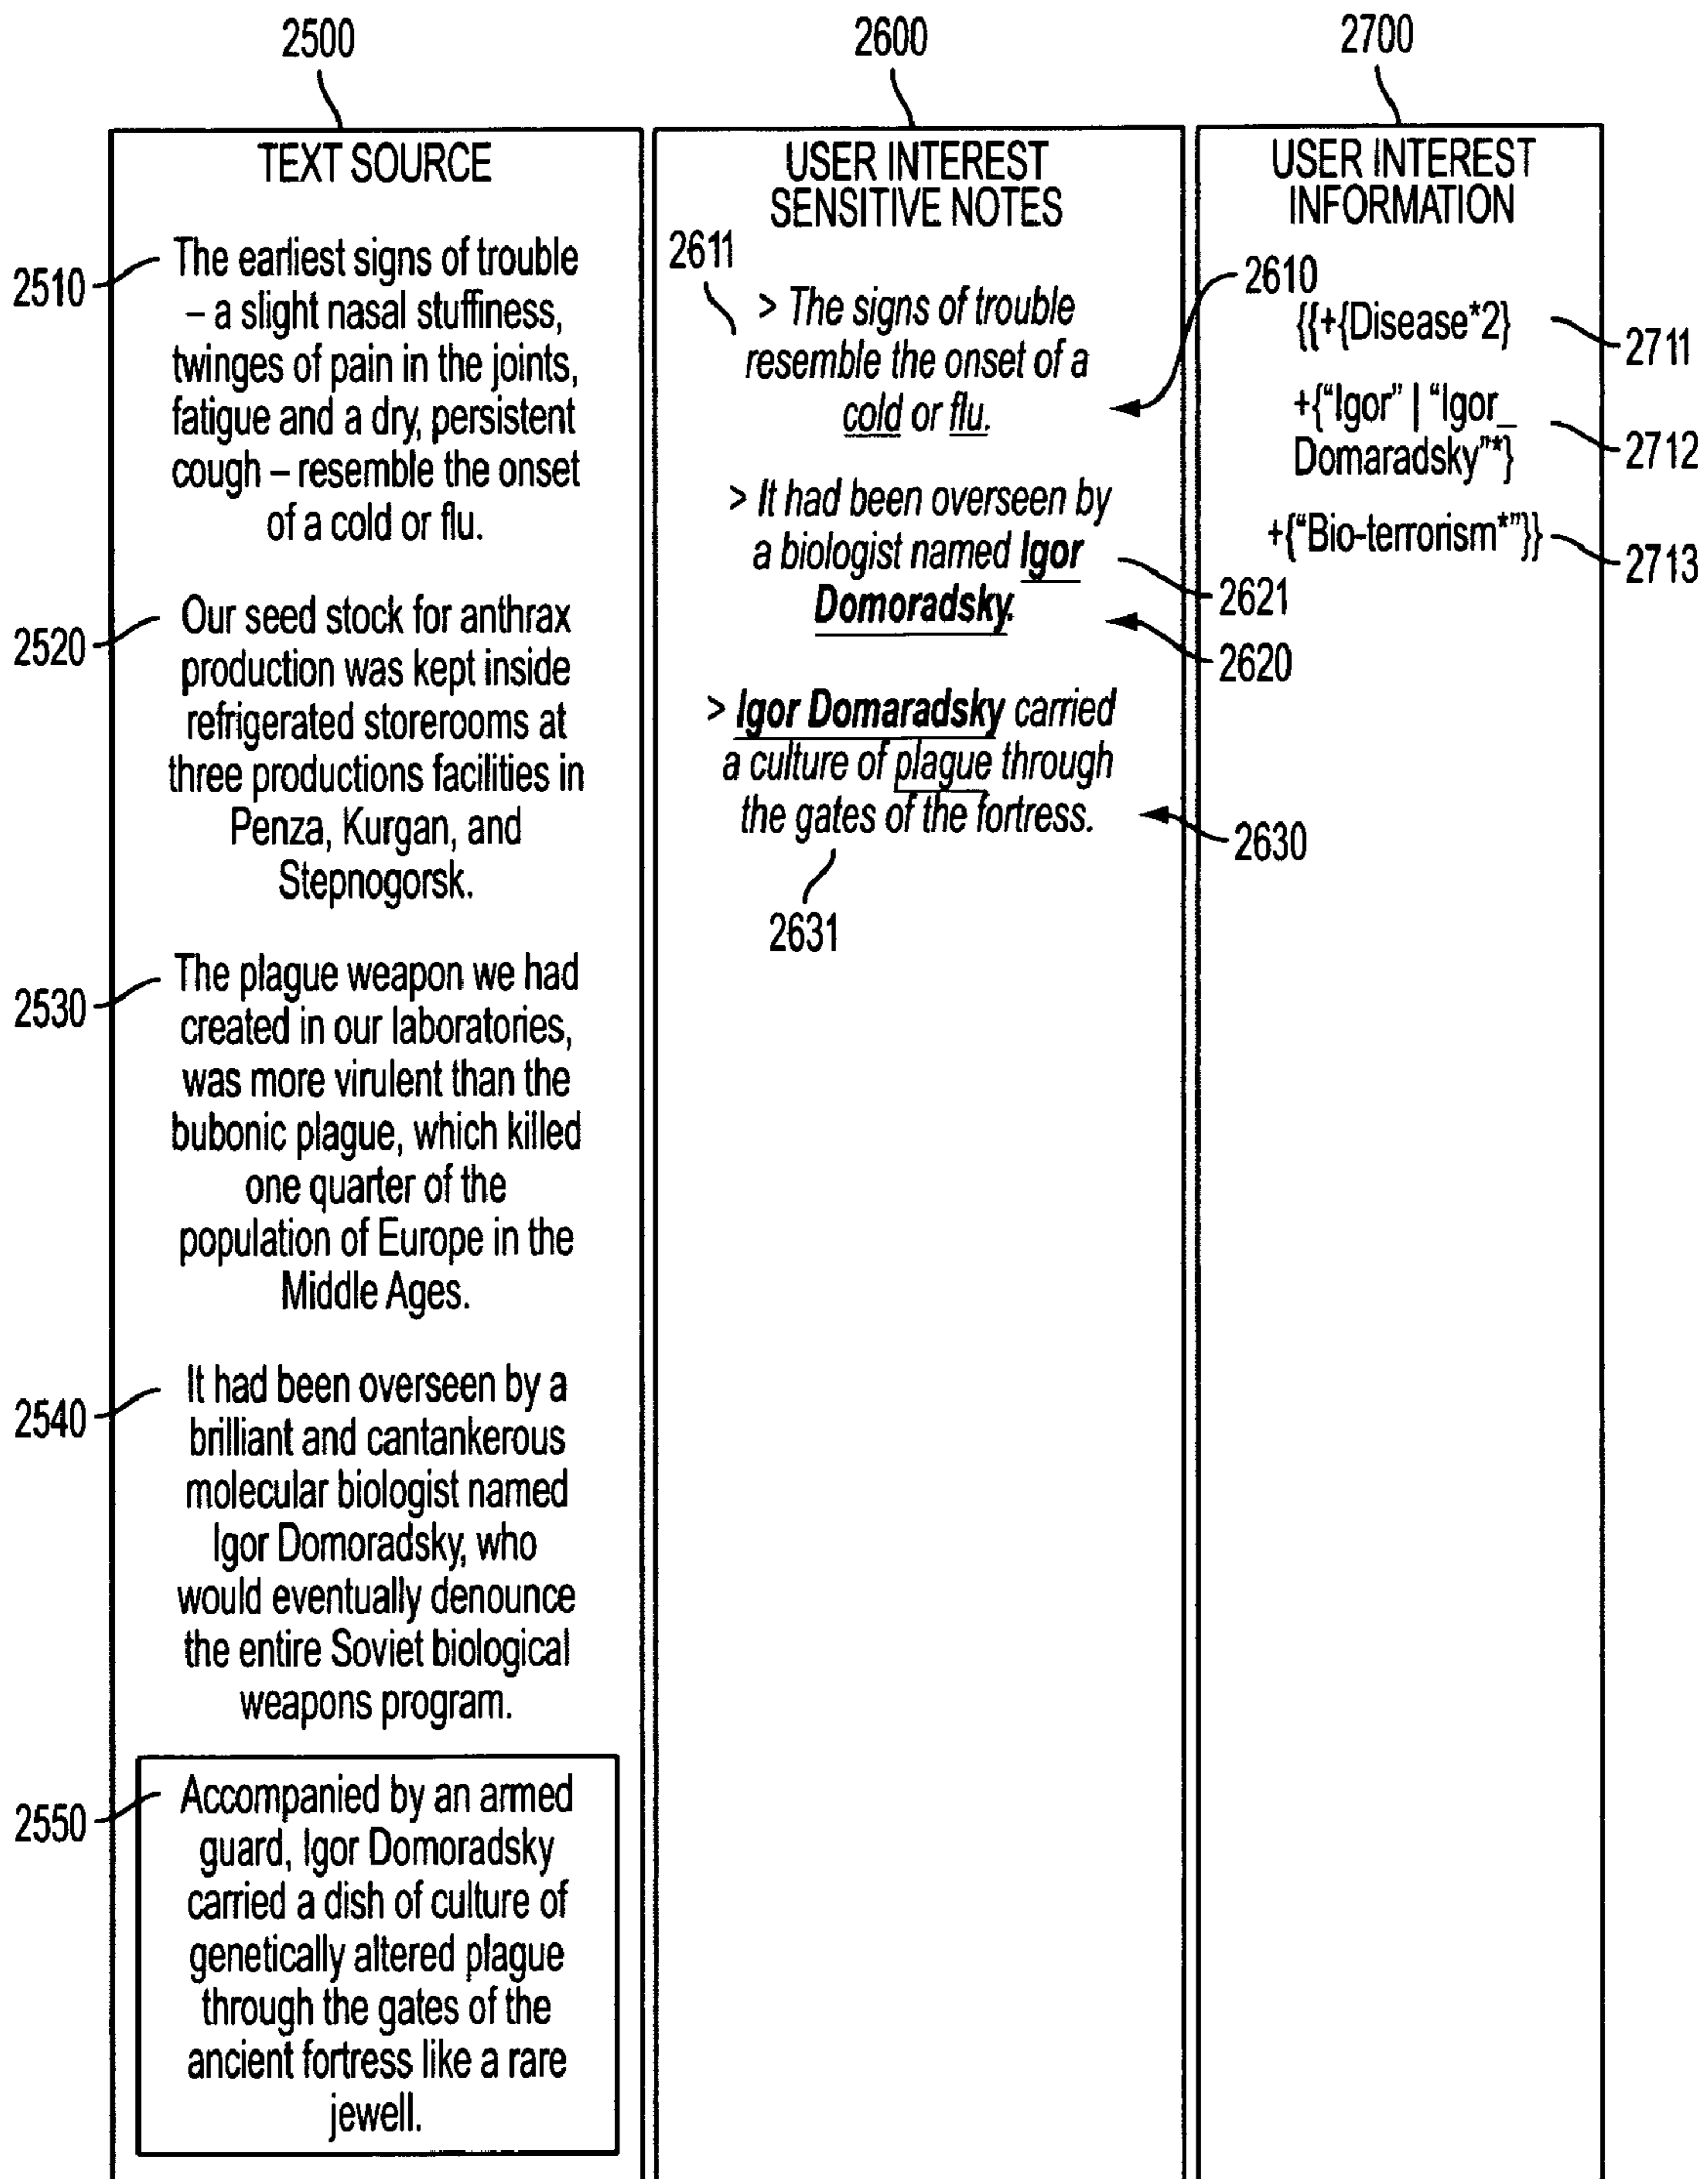 2500
2600
2700
TEXT SOURCE
2510
The earliest signs of trouble
– a slight nasal stuffiness,
twinges of pain in the joints,
fatigue and a dry, persistent
cough – resemble the onset
of a cold or flu.
2520
Our seed stock for anthrax
production was kept inside
refrigerated storerooms at
three productions facilities in
Penza, Kurgan, and
Stepnogorsk.
2530
The plague weapon we had
created in our laboratories,
was more virulent than the
bubonic plague, which killed
one quarter of the
population of Europe in the
Middle Ages.
2540
It had been overseen by a
brilliant and cantankerous
molecular biologist named
Igor Domoradsky, who
would eventually denounce
the entire Soviet biological
weapons program.
2550
Accompanied by an armed
guard, Igor Domoradsky
carried a dish of culture of
genetically altered plague
through the gates of the
ancient fortress like a rare
jewell.
USER INTEREST
SENSITIVE NOTES
2611
2610
> The signs of trouble
resemble the onset of a
cold or flu.
> It had been overseen by
a biologist named Igor
Domoradsky.
2621
2620
> Igor Domaradsky carried
a culture of plague through
the gates of the fortress.
2630
2631
USER INTEREST
INFORMATION
{{+{Disease*2}
2711
+{“Igor” | “Igor_
Domaradsky”*}
2712
+{“Bio-terrorism*”}}
2713